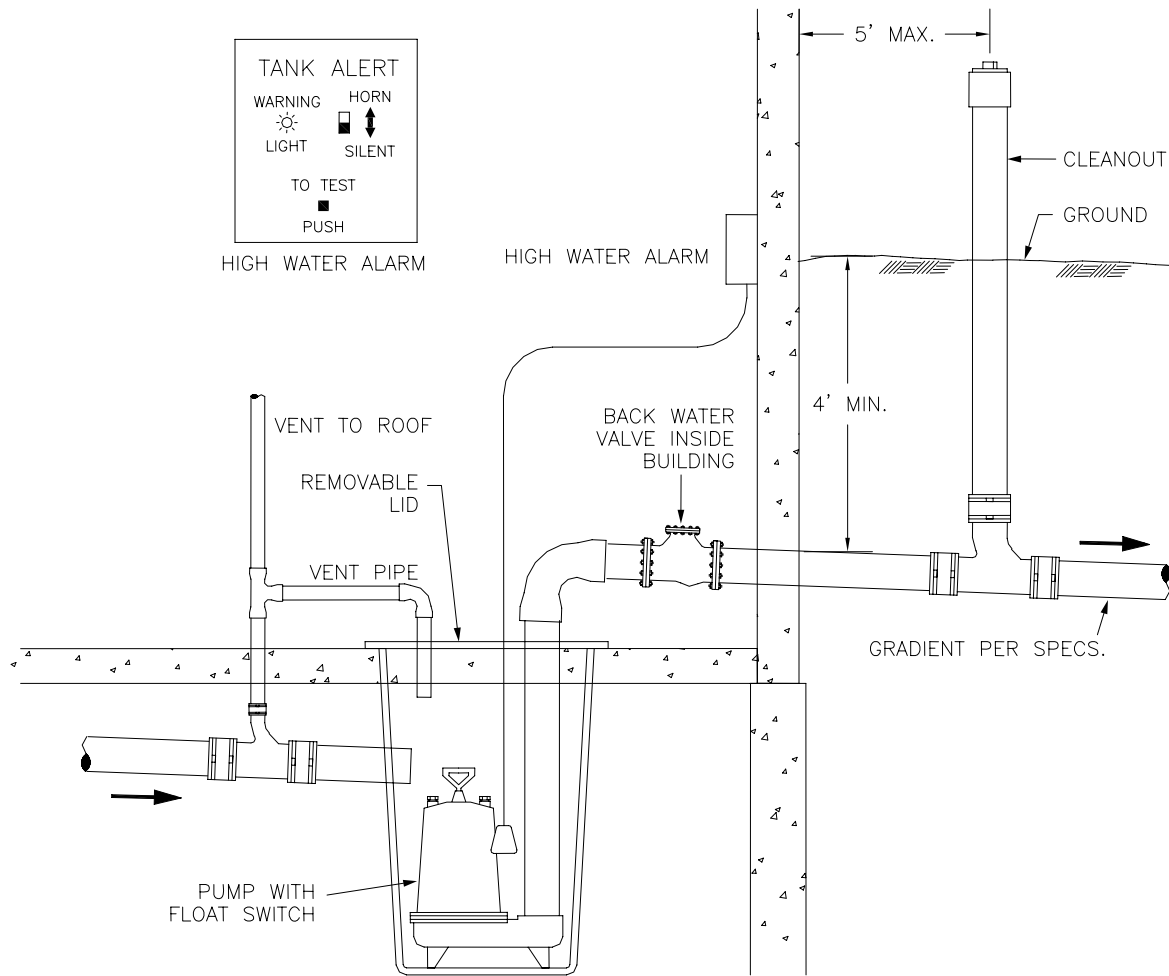 TANK ALERT
WARNING
LIGHT
HORN
SILENT
TO TEST
PUSH
HIGH WATER ALARM
HIGH WATER ALARM
5' MAX.
CLEANOUT
GROUND
4' MIN.
VENT TO ROOF
BACK WATER
VALVE INSIDE
BUILDING
REMOVABLE
LID
VENT PIPE
GRADIENT PER SPECS.
PUMP WITH
FLOAT SWITCH